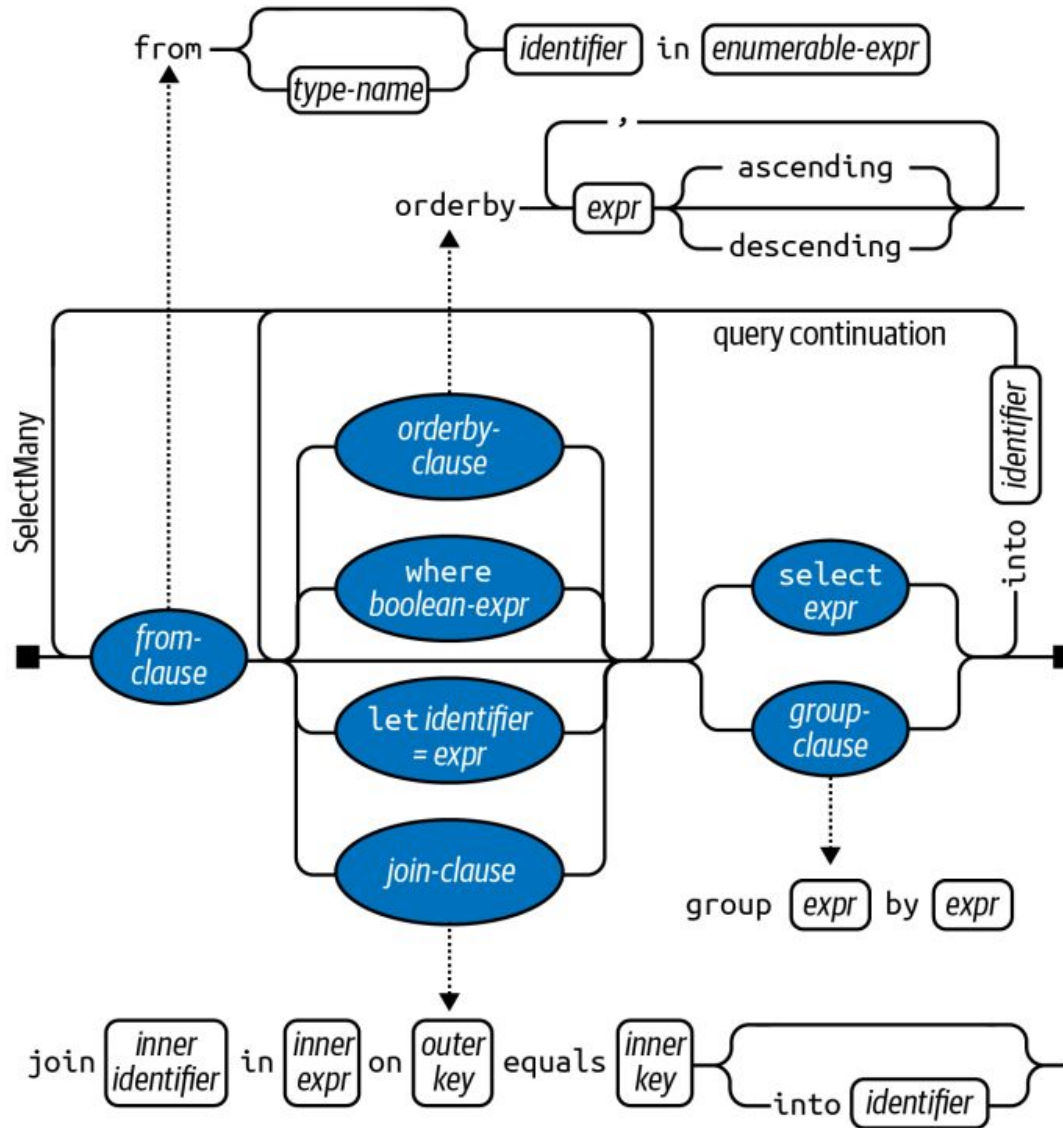 from type-name identifier in enumerable-expr
,
orderby expr ascending
descending
query continuation
SelectMany
identifier
into
orderby-
clause
where
boolean-expr
from-
clause
let identifier
= expr
join-clause
select
expr
group-
clause
group expr by expr
join inner
identifier in inner
expr on outer
key equals inner
key
into identifier